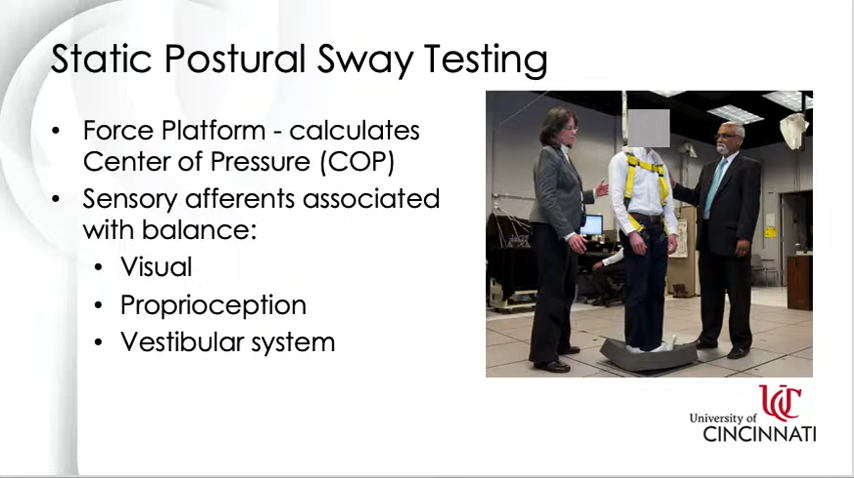 Static Postural Sway Testing
• Force Platform - calculates
Center of Pressure (COP)
• Sensory afferents associated
with balance:
• Visual
• Proprioception
• Vestibular system
UC
University of
CINCINNATI